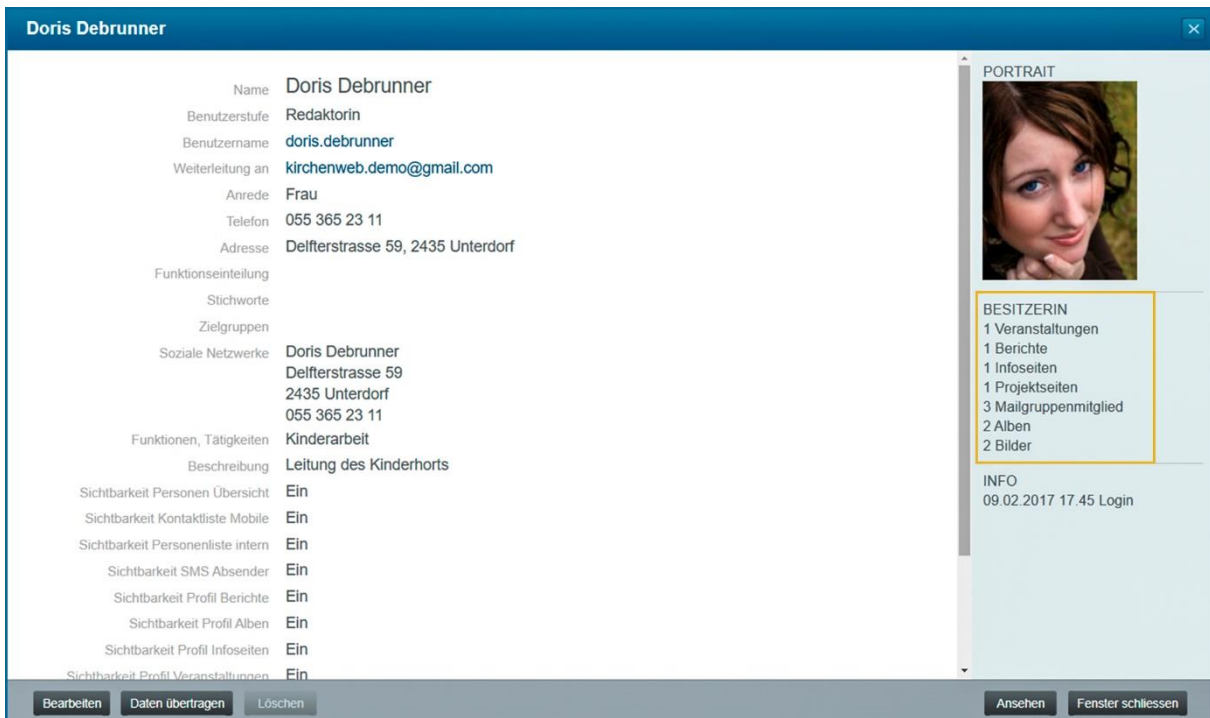 Doris Debrunner
Name Doris Debrunner
Benutzerstufe Redaktorin
Benutzername doris.debrunner
Weiterleitung an kirchenweb.demo@gmail.com
Anrede Frau
Telefon 055 365 23 11
Adresse Delfterstrasse 59, 2435 Unterdorf
Funktionseinteilung
Stichworte
Zielgruppen
Soziale Netzwerke Doris Debrunner
Delfterstrasse 59
2435 Unterdorf
055 365 23 11
Funktionen, Tätigkeiten Kinderarbeit
Beschreibung Leitung des Kinderhorts
Sichtbarkeit Personen Übersicht Ein
Sichtbarkeit Kontaktliste Mobile Ein
Sichtbarkeit Personenliste intern Ein
Sichtbarkeit SMS Absender Ein
Sichtbarkeit Profil Berichte Ein
Sichtbarkeit Profil Alben Ein
Sichtbarkeit Profil Infoseiten Ein
Sichtbarkeit Profil Veranstaltungen Ein
PORTRAIT
BESITZERIN
1 Veranstaltungen
1 Berichte
1 Infoseiten
1 Projektseiten
3 Mailgruppenmitglied
2 Alben
2 Bilder
INFO
09.02.2017 17.45 Login
Bearbeiten Daten übertragen Löschen Ansehen Fenster schliessen